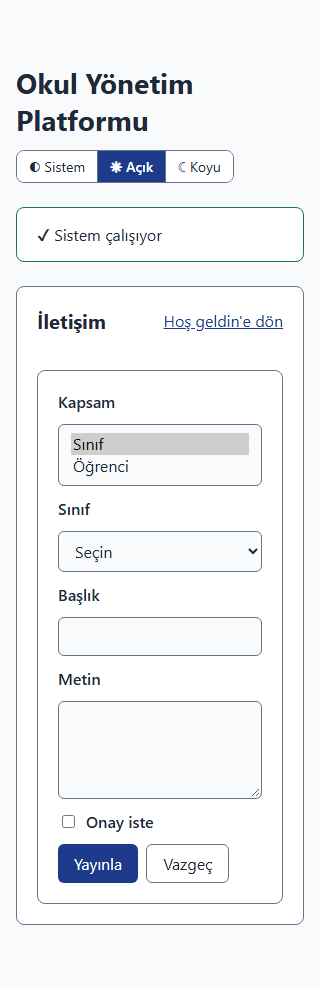 Okul Yönetim
Platformu
Sistem
Açık
Koyu
✓ Sistem çalışıyor
İletişim
Hoş geldin'e dön
Kapsam
Sınıf
Öğrenci
Sınıf
Seçin
Başlık
Metin
Onay iste
Yayınla
Vazgeç